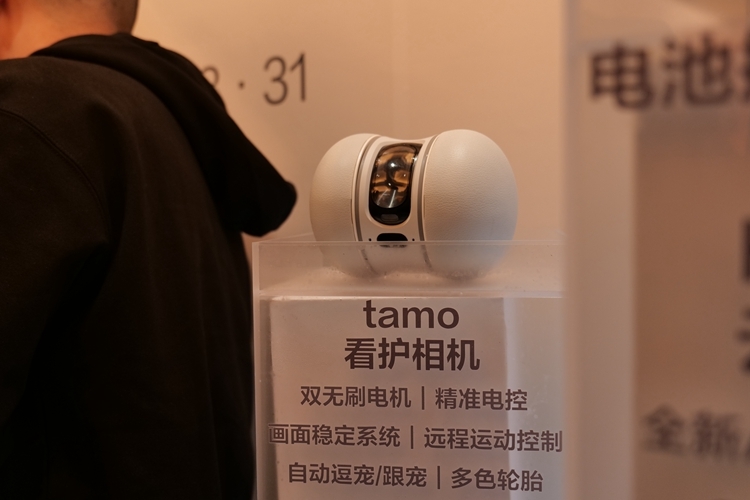 · 31
电池
tamo
看护相机
双无刷电机｜精准电控
画面稳定系统｜远程运动控制
自动逗宠/跟宠｜多色轮胎
全新